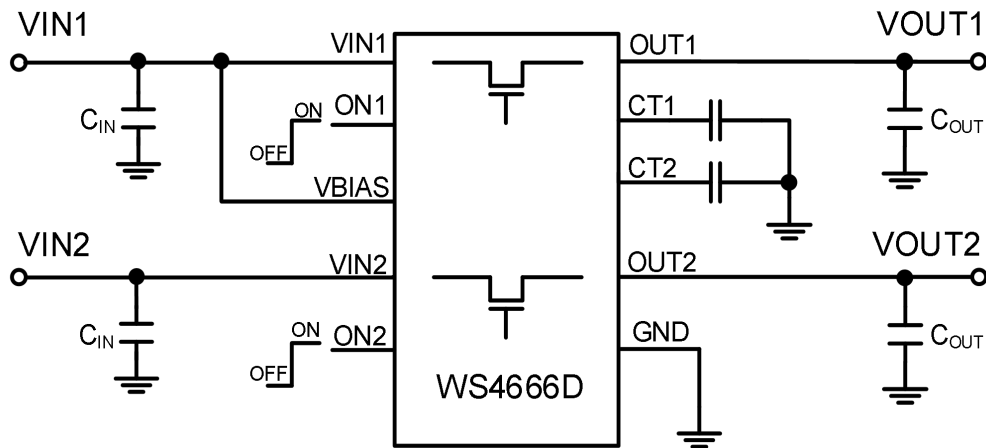 VIN1
VOUT1
VIN1
OUT1
CIN
ON
ON1
OFF
CT1
COUT
VBIAS
CT2
VIN2
VOUT2
VIN2
OUT2
CIN
ON
ON2
OFF
GND
COUT
WS4666D